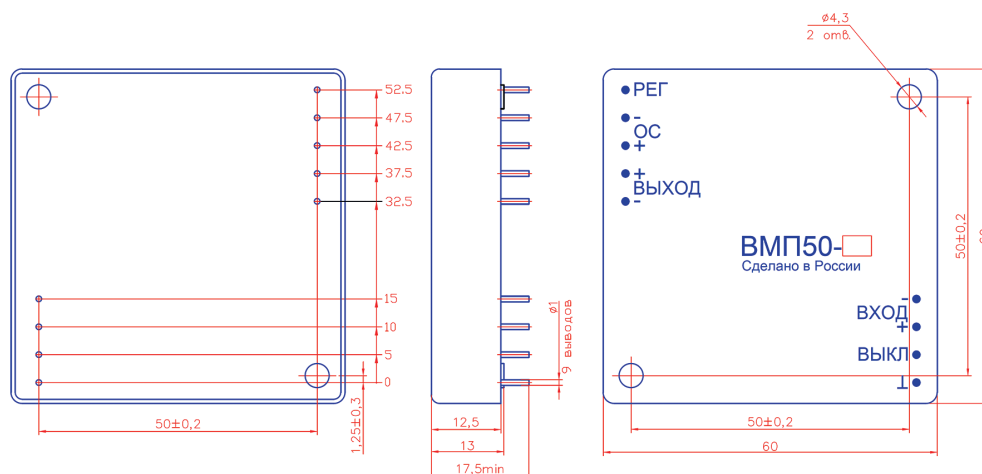 52.5
47.5
42.5
37.5
32.5
15
10
5
0
50±0,2
1,25±0,3
ø1
9 выводов
12,5
13
17,5min
ø4,3
2 отв.
РЕГ
-
ОС
+
+
ВЫХОД
-
ВМП50-
Сделано в России
-
ВХОД
+
ВЫКЛ
⊥
50±0,2
50±0,2
60